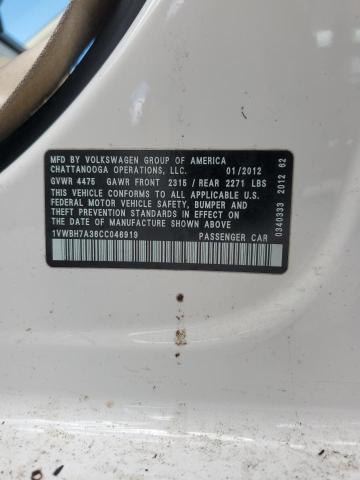 MFD BY VOLKSWAGEN GROUP OF AMERICA
CHATTANOOGA OPERATIONS, LLC. 01/2012
GVWR 4475 GAWR FRONT 2315 / REAR 2271 LBS
THIS VEHICLE CONFORMS TO ALL APPLICABLE U.S.
FEDERAL MOTOR VEHICLE SAFETY, BUMPER AND THEFT
PREVENTION STANDARDS IN EFFECT ON THE DATE OF
MANUFACTURE SHOWN ABOVE
1VWBH7A36CC046919 PASSENGER CAR
0340333 2012 62